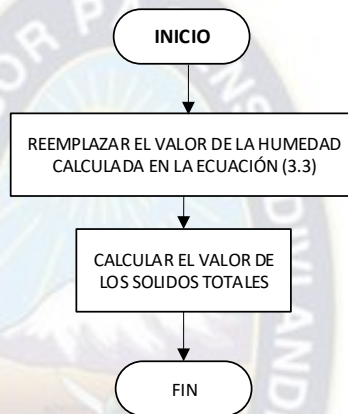 INICIO
REEMPLAZAR EL VALOR DE LA HUMEDAD
CALCULADA EN LA ECUACIÓN (3.3)
CALCULAR EL VALOR DE
LOS SOLIDOS TOTALES
FIN